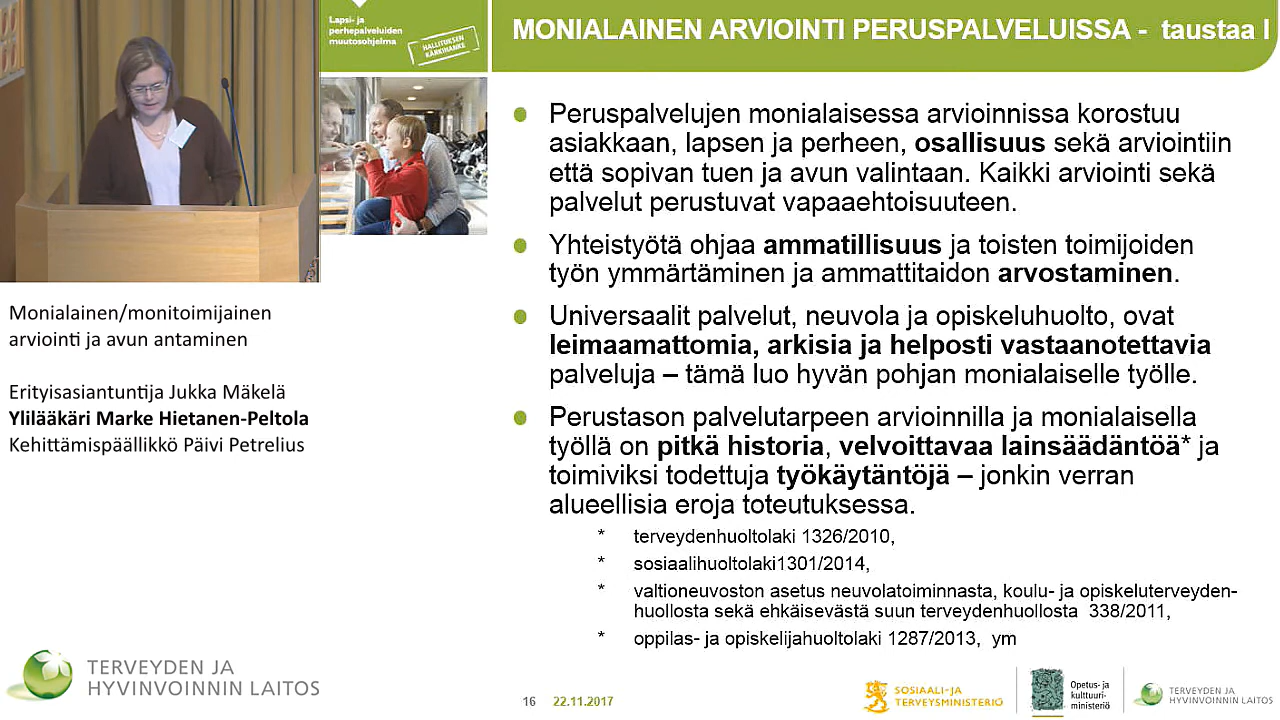 Lapsi- ja
perhepalveluiden
muutosohjelma
HALLITUKSEN
KÄRKIHANKE
MONIALAINEN ARVIOINTI PERUSPALVELUISSA - taustaa I
Peruspalvelujen monialaisessa arvioinnissa korostuu
asiakkaan, lapsen ja perheen, osallisuus sekä arviointiin
että sopivan tuen ja avun valintaan. Kaikki arviointi sekä
palvelut perustuvat vapaaehtoisuuteen.
Yhteistyötä ohjaa ammatillisuus ja toisten toimijoiden
työn ymmärtäminen ja ammattitaidon arvostaminen.
Universaalit palvelut, neuvola ja opiskeluhuolto, ovat
leimaamattomia, arkisia ja helposti vastaanotettavia
palveluja – tämä luo hyvän pohjan monialaiselle työlle.
Perustason palvelutarpeen arvioinnilla ja monialaisella
työllä on pitkä historia, velvoittavaa lainsäädäntöä* ja
toimiviksi todettuja työkäytäntöjä – jonkin verran
alueellisia eroja toteutuksessa.
* terveydenhuoltolaki 1326/2010,
* sosiaalihuoltolaki1301/2014,
* valtioneuvoston asetus neuvolatoiminnasta, koulu- ja opiskeluterveyden-
huollosta sekä ehkäisevästä suun terveydenhuollosta 338/2011,
* oppilas- ja opiskelijahuoltolaki 1287/2013, ym
Monialainen/monitoimijainen
arviointi ja avun antaminen
Erityisasiantuntija Jukka Mäkelä
Ylilääkäri Marke Hietanen-Peltola
Kehittämispäällikkö Päivi Petrelius
TERVEYDEN JA
HYVINVOINNIN LAITOS
16 22.11.2017
SOSIAALI- JA
TERVEYSMINISTERIÖ
Opetus- ja
kulttuuri-
ministeriö
TERVEYDEN JA
HYVINVOINNIN LAITOS